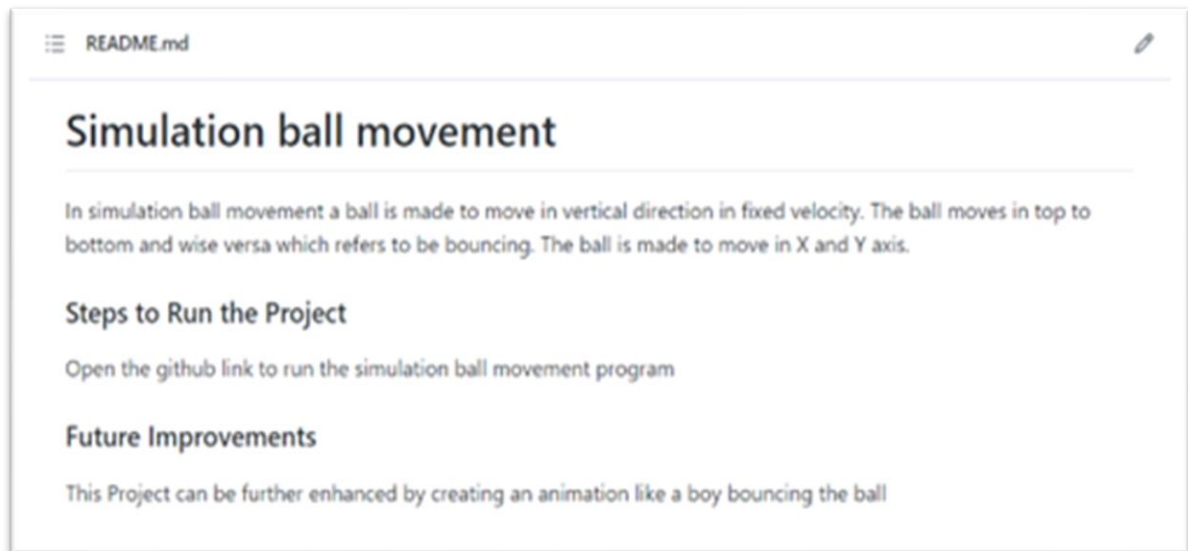 README.md
Simulation ball movement
In simulation ball movement a ball is made to move in vertical direction in fixed velocity. The ball moves in top to
bottom and wise versa which refers to be bouncing. The ball is made to move in X and Y axis.
Steps to Run the Project
Open the github link to run the simulation ball movement program
Future Improvements
This Project can be further enhanced by creating an animation like a boy bouncing the ball